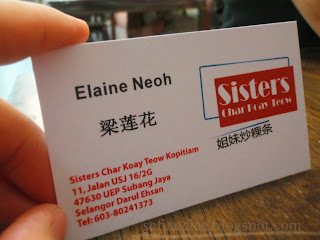 Elaine Neoh
梁莲花
Sisters
Char Koay Teow
姐妹炒粿条
Sisters Char Koay Teow Kopitiam
11, Jalan USJ 16/2G
47630 UEP Subang Jaya
Selangor Darul Ehsan
Tel: 603-80241373